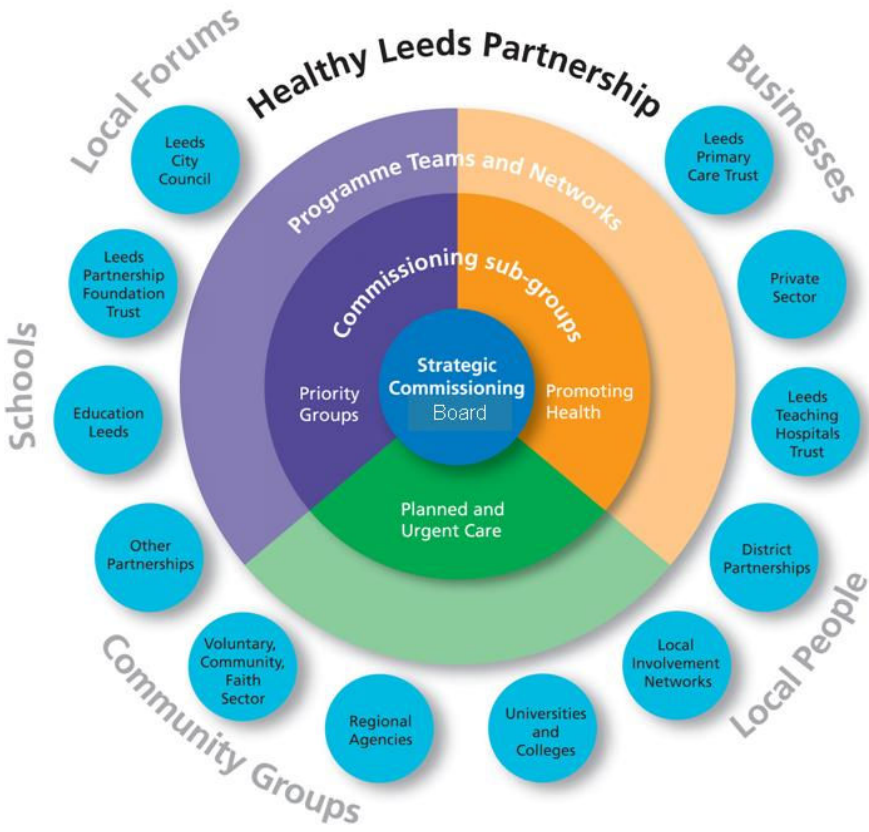 Healthy Leeds Partnership
Local Forums
Businesses
Schools
Local People
Community Groups
Programme Teams and Networks
Commissioning sub-groups
Strategic
Commissioning
Board
Priority
Groups
Promoting
Health
Planned and
Urgent Care
Leeds
City
Council
Leeds
Partnership
Foundation
Trust
Education
Leeds
Other
Partnerships
Voluntary,
Community,
Faith
Sector
Regional
Agencies
Universities
and
Colleges
Local
Involvement
Networks
District
Partnerships
Leeds
Teaching
Hospitals
Trust
Private
Sector
Leeds
Primary
Care Trust